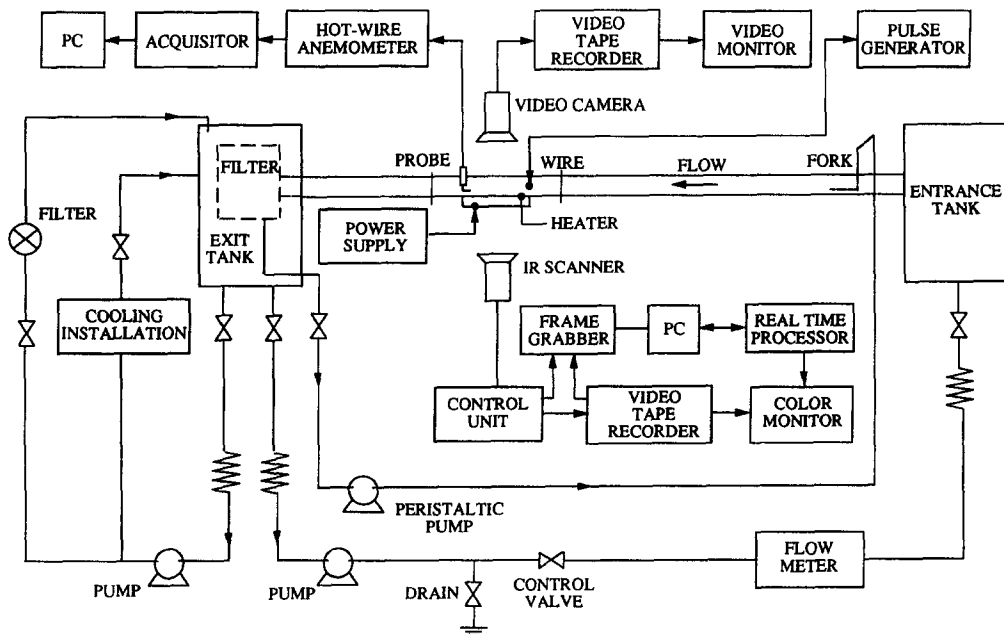 PC
ACQUISITOR
HOT-WIRE
ANEMOMETER
VIDEO
TAPE
RECORDER
VIDEO
MONITOR
PULSE
GENERATOR
VIDEO CAMERA
FILTER
PROBE
WIRE
FLOW
FORK
ENTRANCE
TANK
FILTER
EXIT
TANK
POWER
SUPPLY
HEATER
IR SCANNER
COOLING
INSTALLATION
FRAME
GRABBER
PC
REAL TIME
PROCESSOR
CONTROL
UNIT
VIDEO
TAPE
RECORDER
COLOR
MONITOR
PERISTALTIC
PUMP
PUMP
PUMP
DRAIN
CONTROL
VALVE
FLOW
METER